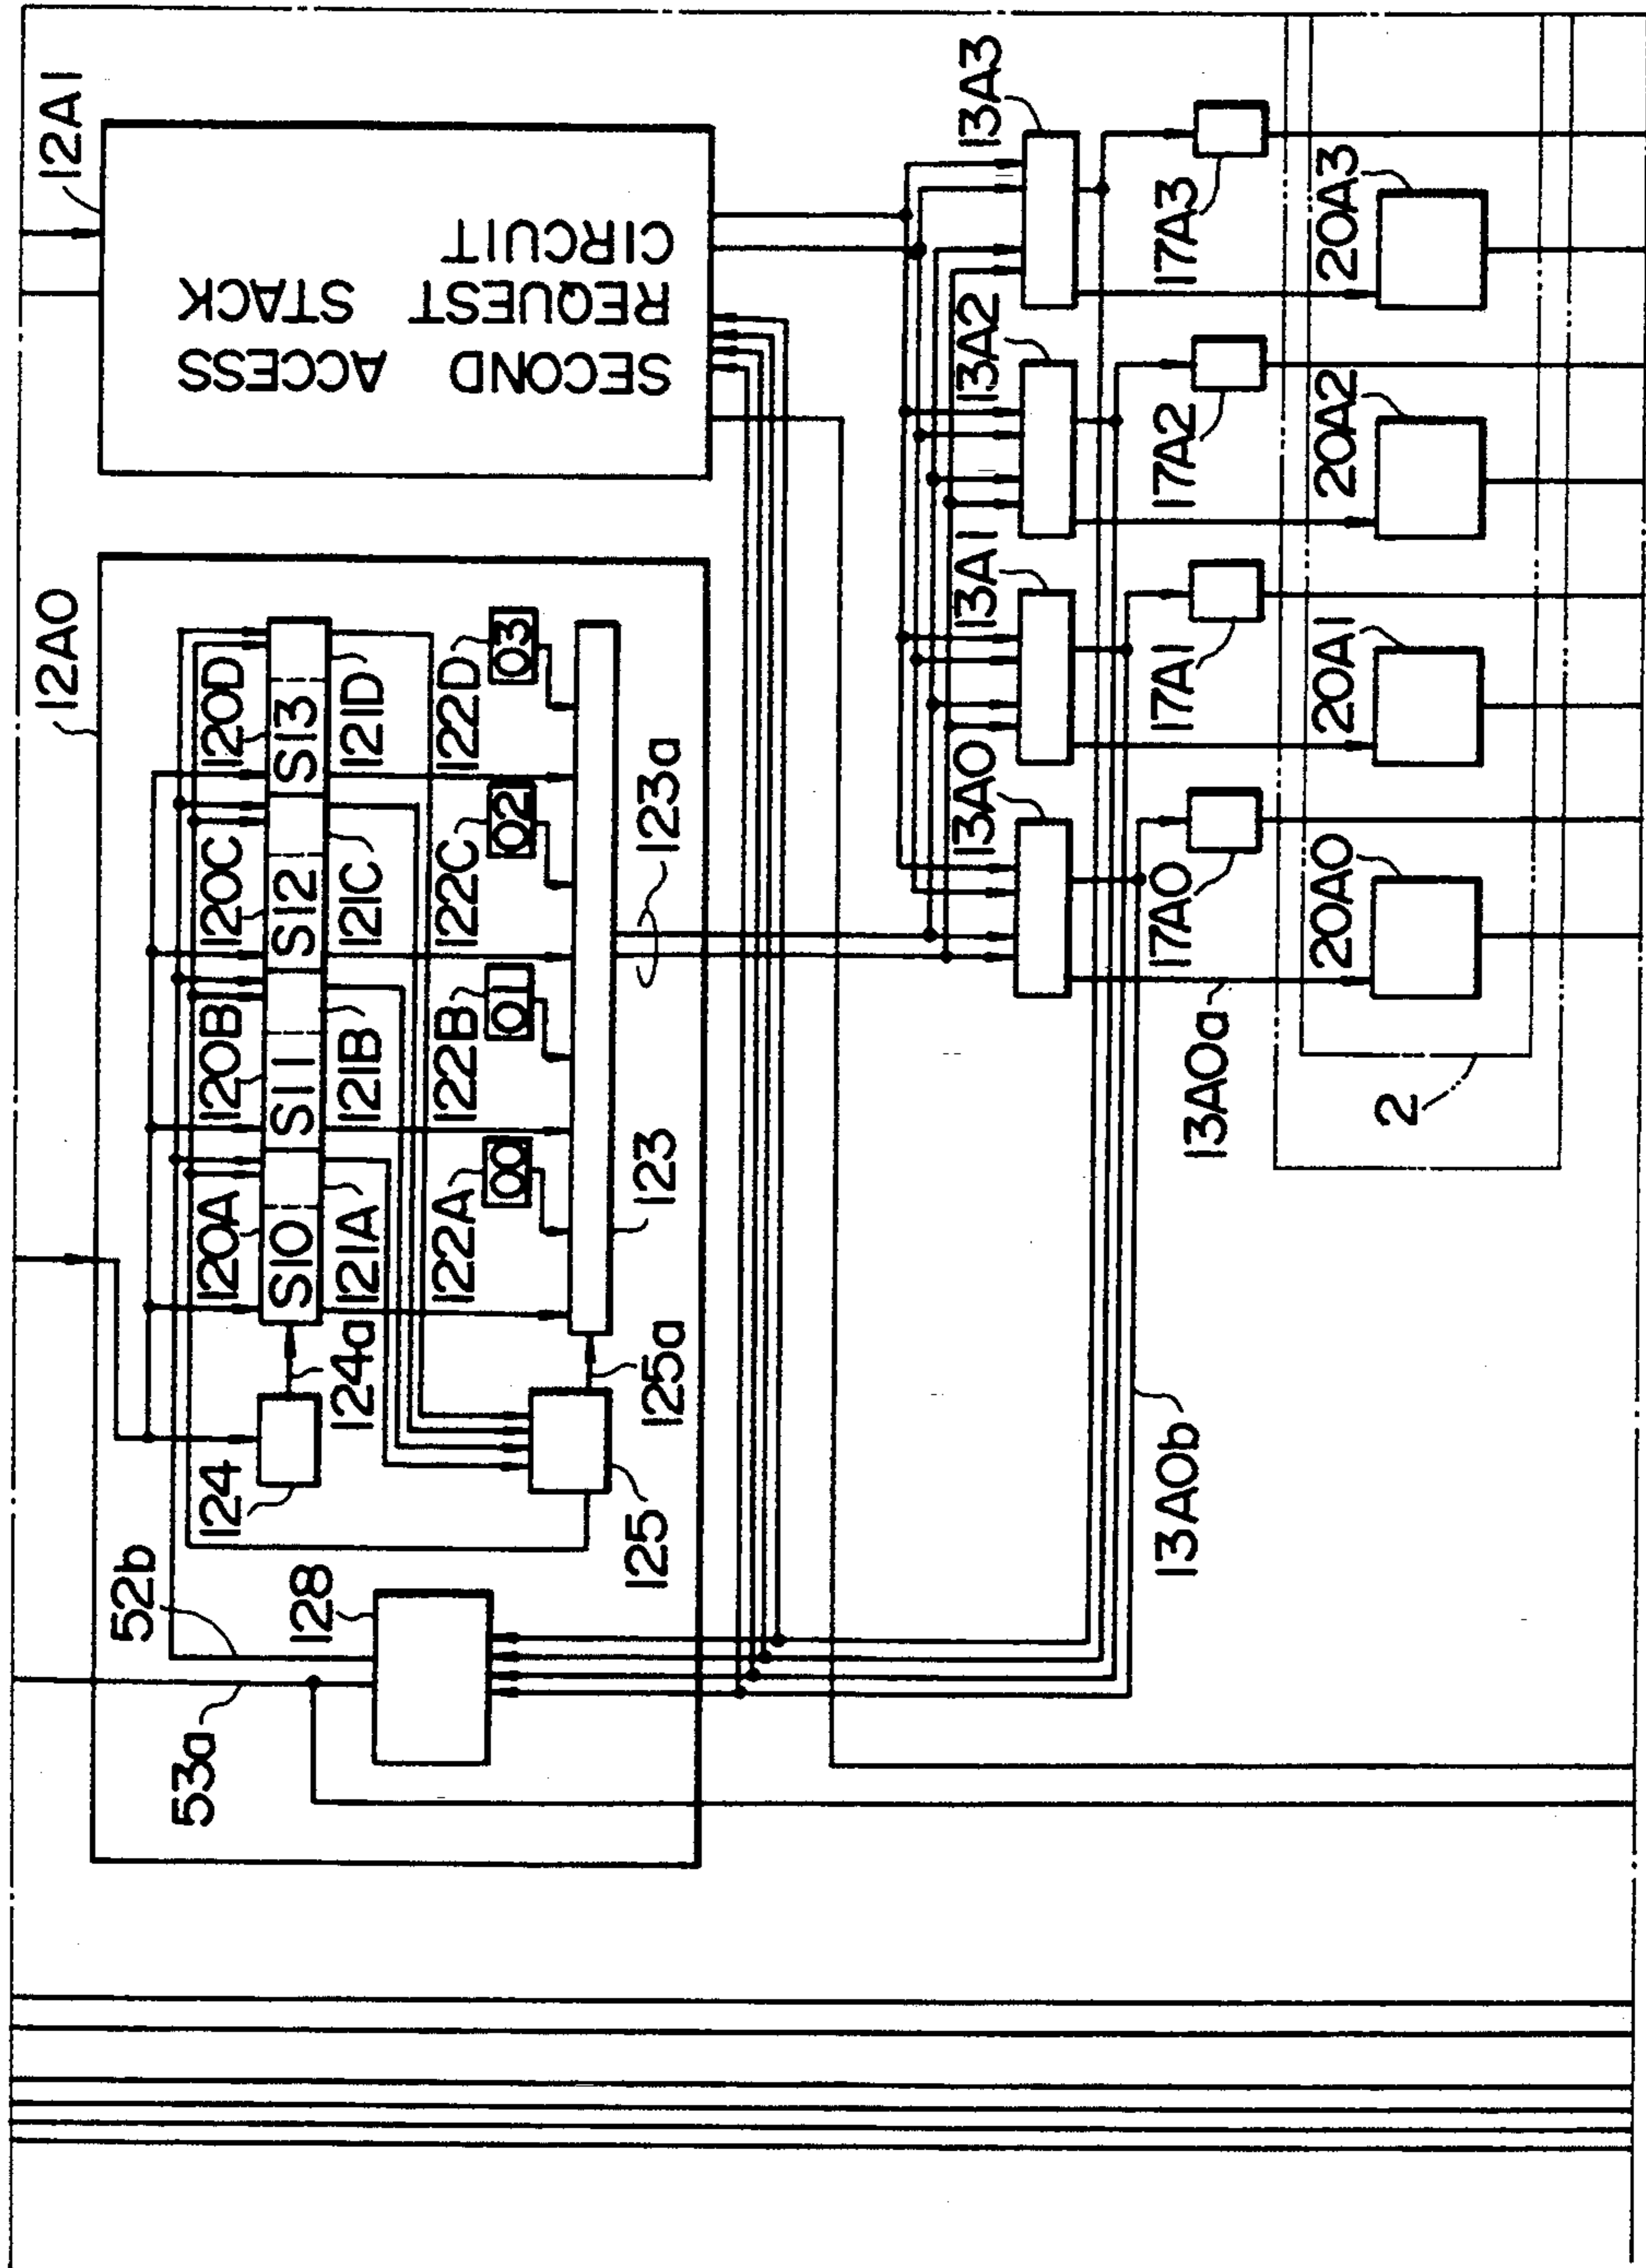 12A0
12A1
53a
52b
128
124
124a
120A
120B
120C
120D
S10
S11
S12
S13
121A
121B
121C
121D
122A
122B
122C
122D
00
01
02
03
125
125a
123
123a
SECOND ACCESS
REQUEST STACK
CIRCUIT
13A0
13A1
13A2
13A3
13A0b
13A0a
17A0
17A1
17A2
17A3
2
20A0
20A1
20A2
20A3